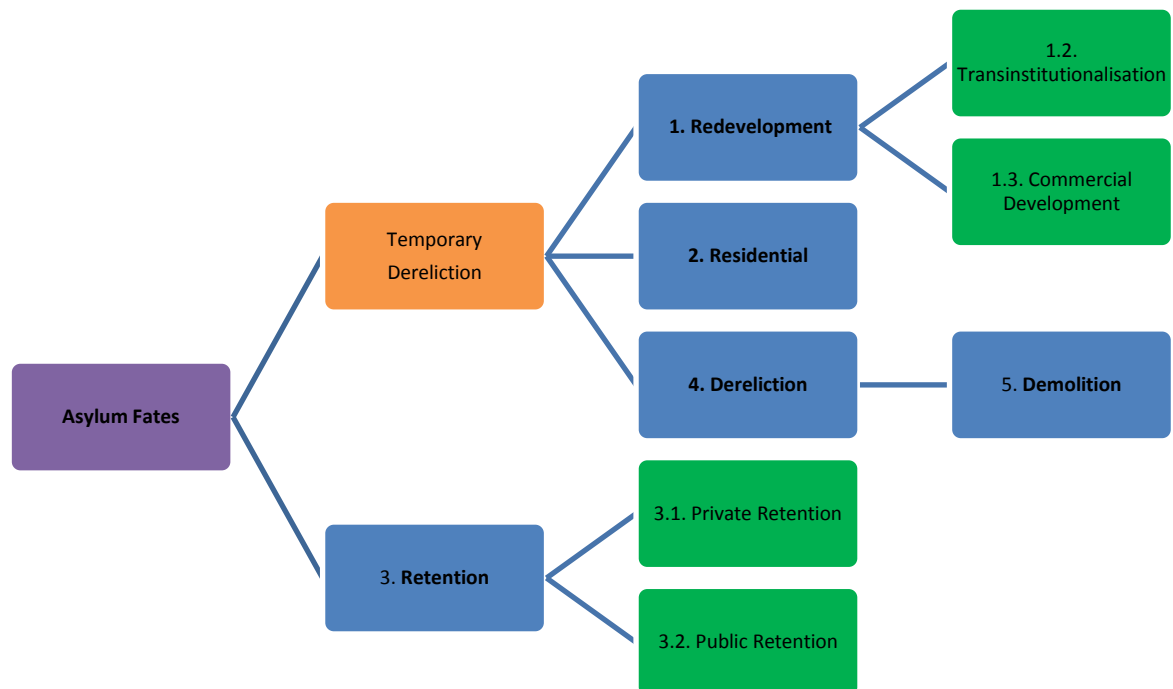 Asylum Fates
Temporary
Dereliction
3. Retention
1. Redevelopment
2. Residential
4. Dereliction
3.1. Private Retention
3.2. Public Retention
1.2.
Transinstitutionalisation
1.3. Commercial
Development
5. Demolition